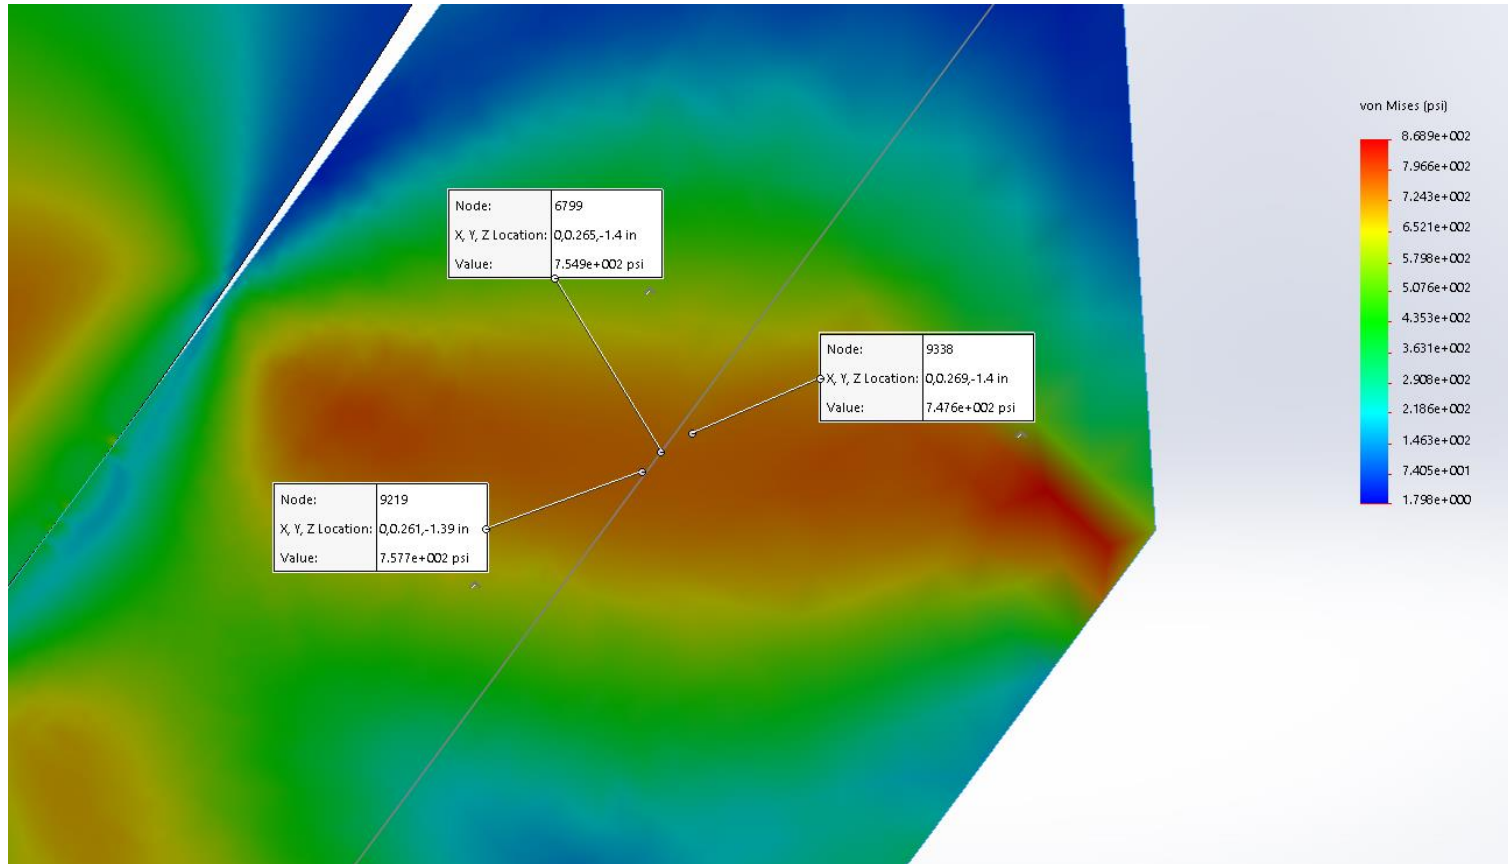 von Mises (psi)
8.689e+002
7.966e+002
7.243e+002
6.521e+002
5.798e+002
5.076e+002
4.353e+002
3.631e+002
2.908e+002
2.186e+002
1.463e+002
7.405e+001
1.798e+000
Node: 6799
X, Y, Z Location: 0,0.265,-1.4 in
Value: 7.549e+002 psi
Node: 9338
X, Y, Z Location: 0,0.269,-1.4 in
Value: 7.476e+002 psi
Node: 9219
X, Y, Z Location: 0,0.261,-1.39 in
Value: 7.577e+002 psi